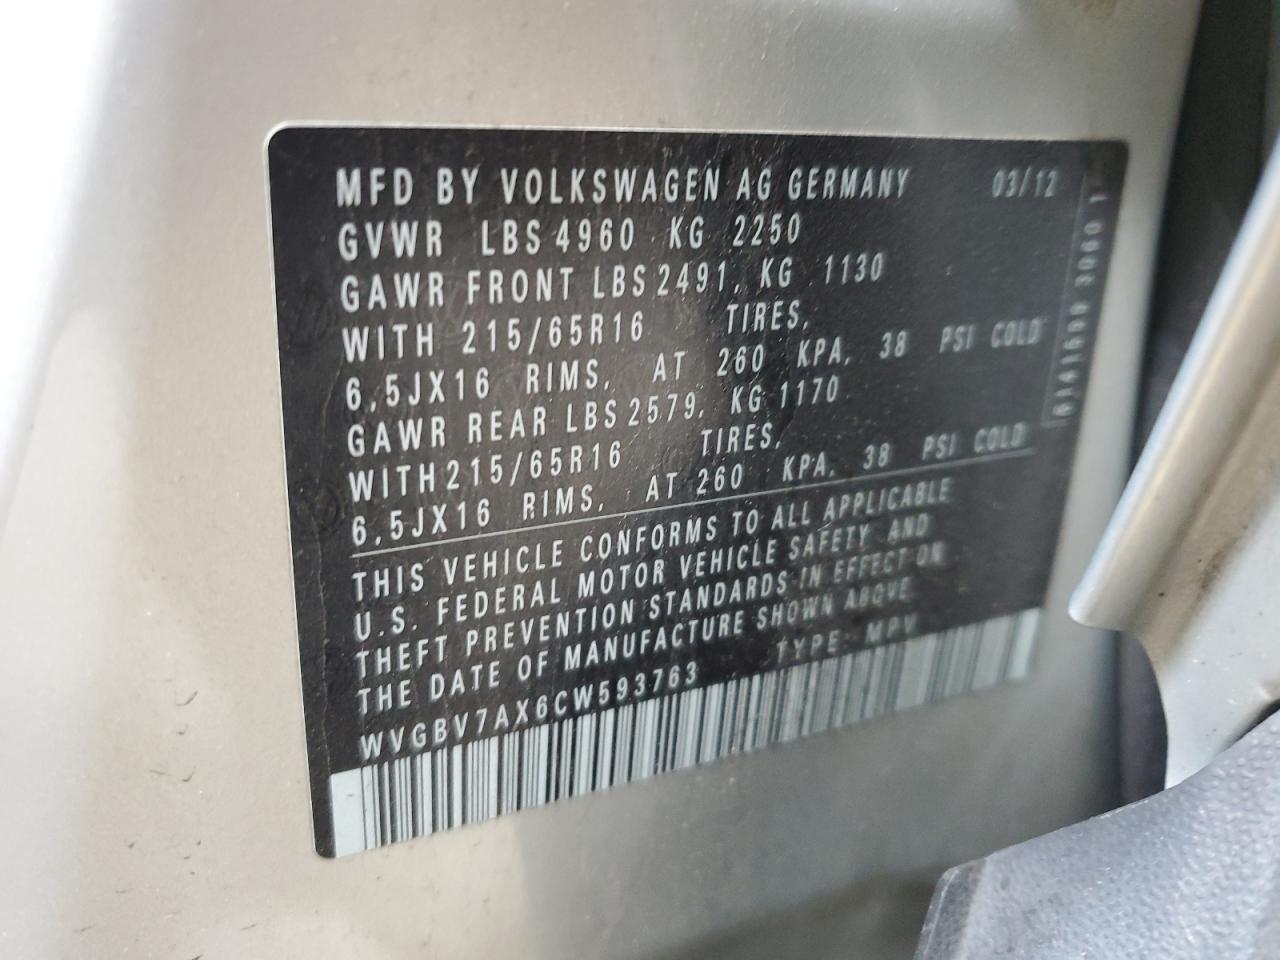 MFD BY VOLKSWAGEN AG GERMANY 03/12
GVWR LBS 4960 KG 2250
GAWR FRONT LBS 2491, KG 1130
WITH 215/65R16 TIRES,
6,5JX16 RIMS, AT 260 KPA, 38 PSI COLD
GAWR REAR LBS 2579, KG 1170
WITH 215/65R16 TIRES,
6,5JX16 RIMS, AT 260 KPA, 38 PSI COLD
THIS VEHICLE CONFORMS TO ALL APPLICABLE
U.S. FEDERAL MOTOR VEHICLE SAFETY AND
THEFT PREVENTION STANDARDS IN EFFECT ON
THE DATE OF MANUFACTURE SHOWN ABOVE
WVGBV7AX6CW593763 TYPE: MPV